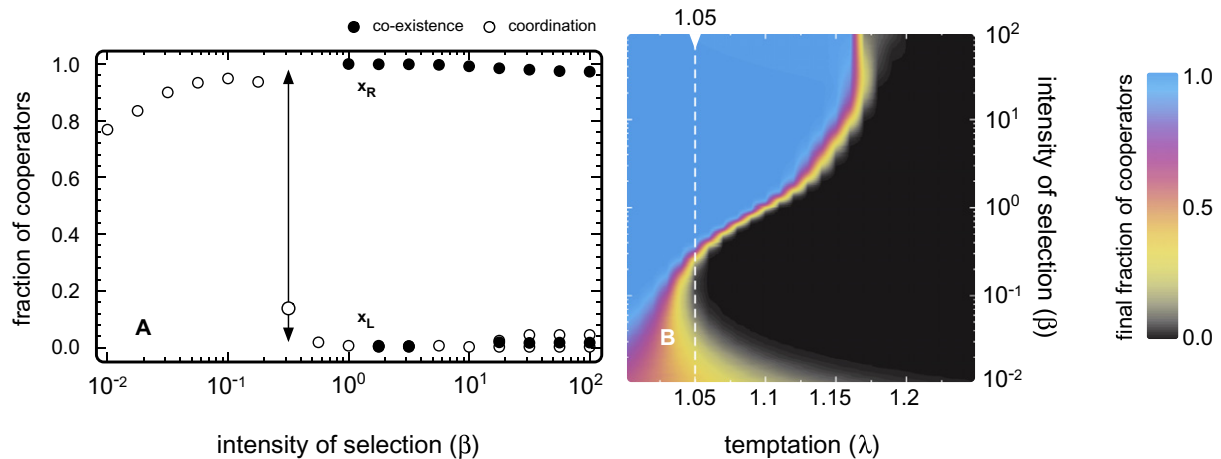 co-existence coordination
1.0
0.8
0.6
0.4
0.2
0.0
fraction of cooperators
x_R
x_L
A
10^-2 10^-1 10^0 10^1 10^2
intensity of selection (β)
1.05
B
1.05 1.1 1.15 1.2
temptation (λ)
10^2
10^1
10^0
10^-1
10^-2
intensity of selection (β)
final fraction of cooperators
1.0
0.5
0.0